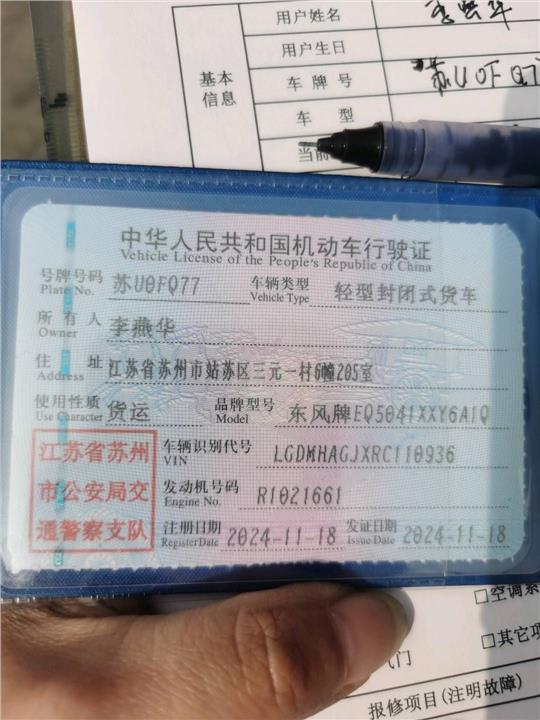 用户姓名
用户生日
基本
信息
车牌号 苏U0FQ7
车 型
当前
中华人民共和国机动车行驶证
Vehicle License of the People's Republic of China
号牌号码 苏U0FQ77 车辆类型 轻型封闭式货车
Plate No. Vehicle Type
所有人 李燕华
Owner
住 址 江苏省苏州市姑苏区三元一村6幢205室
Address
使用性质 货运 品牌型号 东风牌EQ5041XXY6A1Q
Use Character Model
江苏省苏州
市公安局交
通警察支队
车辆识别代号 LGDMHAGJXRC110936
VIN
发动机号码 R1021661
Engine No.
注册日期 2024-11-18 发证日期 2024-11-18
Register Date Issue Date
□空调系
□其它项
门
报修项目(注明故障)